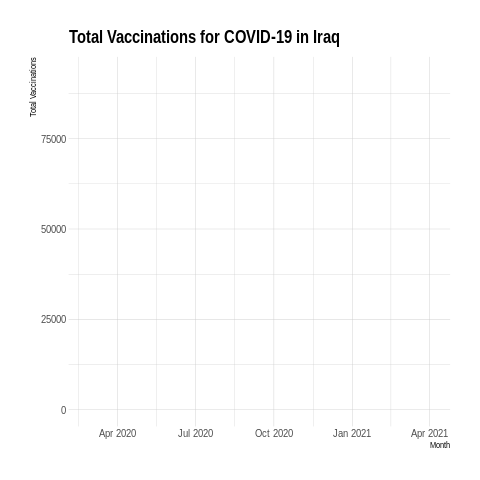 Total Vaccinations for COVID-19 in Iraq
Total Vaccinations
75000
50000
25000
0
Apr 2020 Jul 2020 Oct 2020 Jan 2021 Apr 2021
Month